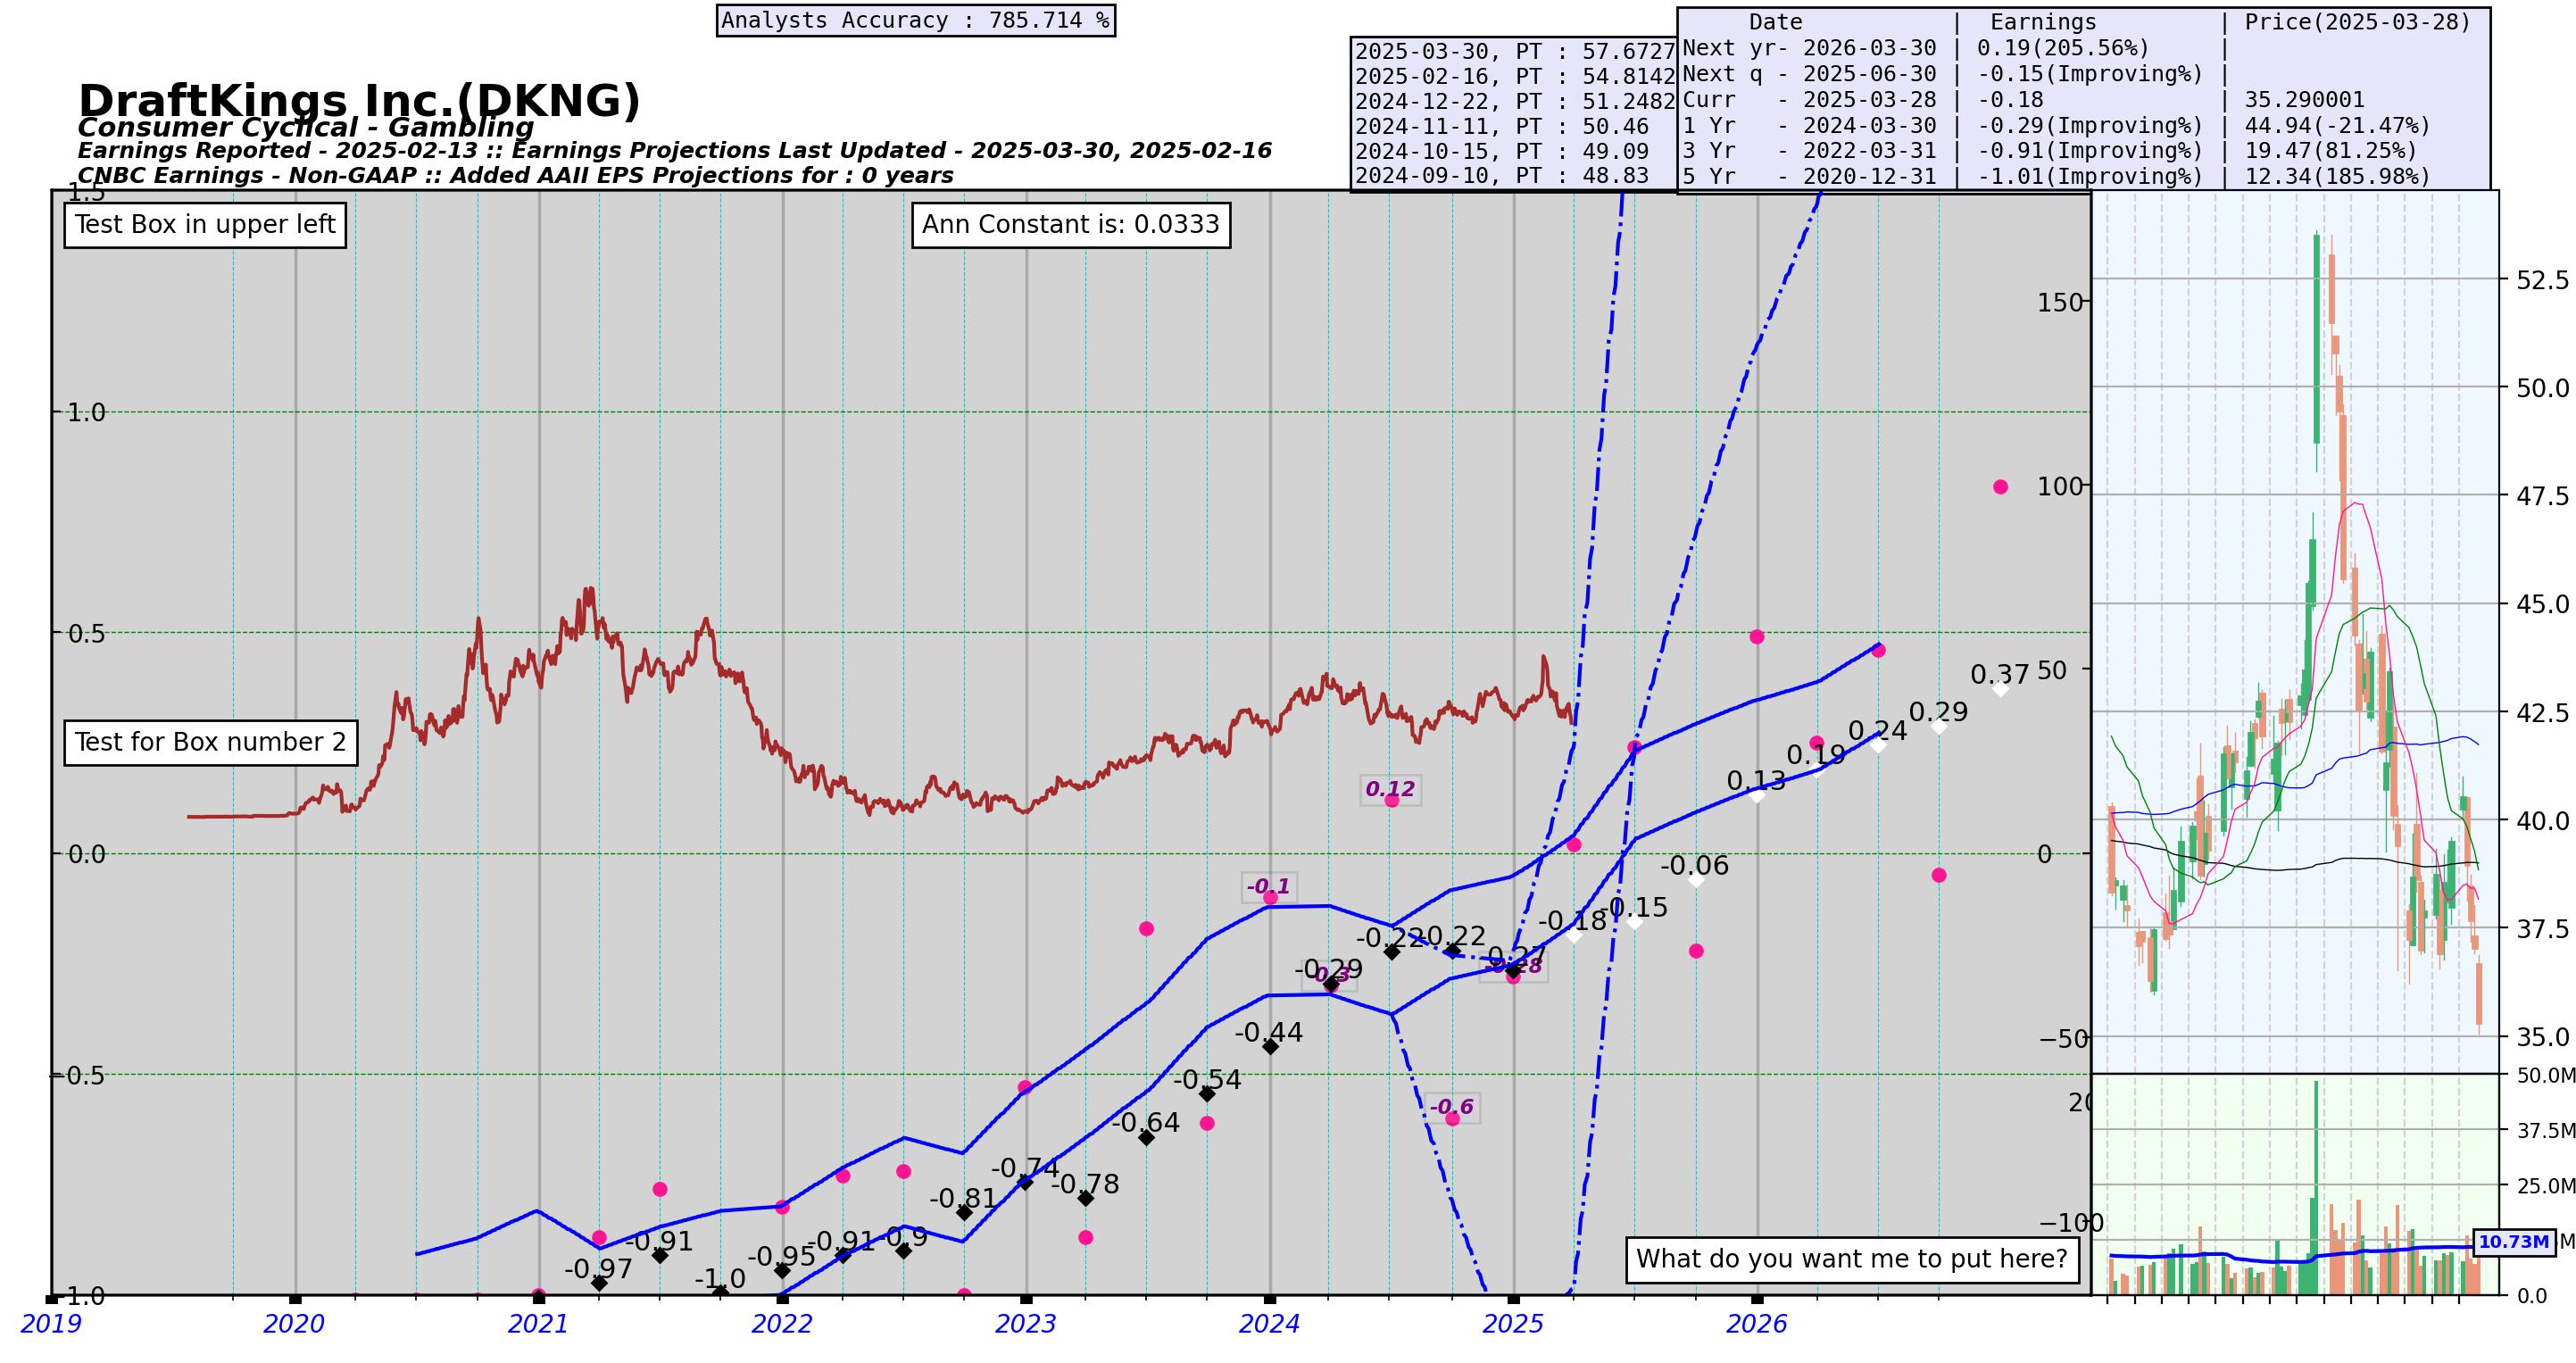 Analysts Accuracy : 785.714 %
DraftKings Inc.(DKNG)
Consumer Cyclical - Gambling
Earnings Reported - 2025-02-13 :: Earnings Projections Last Updated - 2025-03-30, 2025-02-16
CNBC Earnings - Non-GAAP :: Added AAII EPS Projections for : 0 years
2025-03-30, PT : 57.6727
2025-02-16, PT : 54.8142
2024-12-22, PT : 51.2482
2024-11-11, PT : 50.46
2024-10-15, PT : 49.09
2024-09-10, PT : 48.83
Date | Earnings | Price(2025-03-28)
Next yr- 2026-03-30 | 0.19(205.56%) |
Next q - 2025-06-30 | -0.15(Improving%) |
Curr - 2025-03-28 | -0.18 | 35.290001
1 Yr - 2024-03-30 | -0.29(Improving%) | 44.94(-21.47%)
3 Yr - 2022-03-31 | -0.91(Improving%) | 19.47(81.25%)
5 Yr - 2020-12-31 | -1.01(Improving%) | 12.34(185.98%)
Test Box in upper left
Ann Constant is: 0.0333
Test for Box number 2
What do you want me to put here?
1.5
1.0
0.5
0.0
-0.5
-1.0
-0.97
-0.91
-1.0
-0.95
-0.91
-0.9
-0.81
-0.74
-0.78
-0.64
-0.54
-0.44
-0.29
-0.22
-0.22
-0.27
-0.18
-0.15
-0.06
0.13
0.19
0.24
0.29
0.37
-0.1
-0.3
0.12
-0.6
-0.28
150
100
50
0
−50
−100
20
52.5
50.0
47.5
45.0
42.5
40.0
37.5
35.0
50.0M
37.5M
25.0M
10.73M
M
0.0
2019
2020
2021
2022
2023
2024
2025
2026